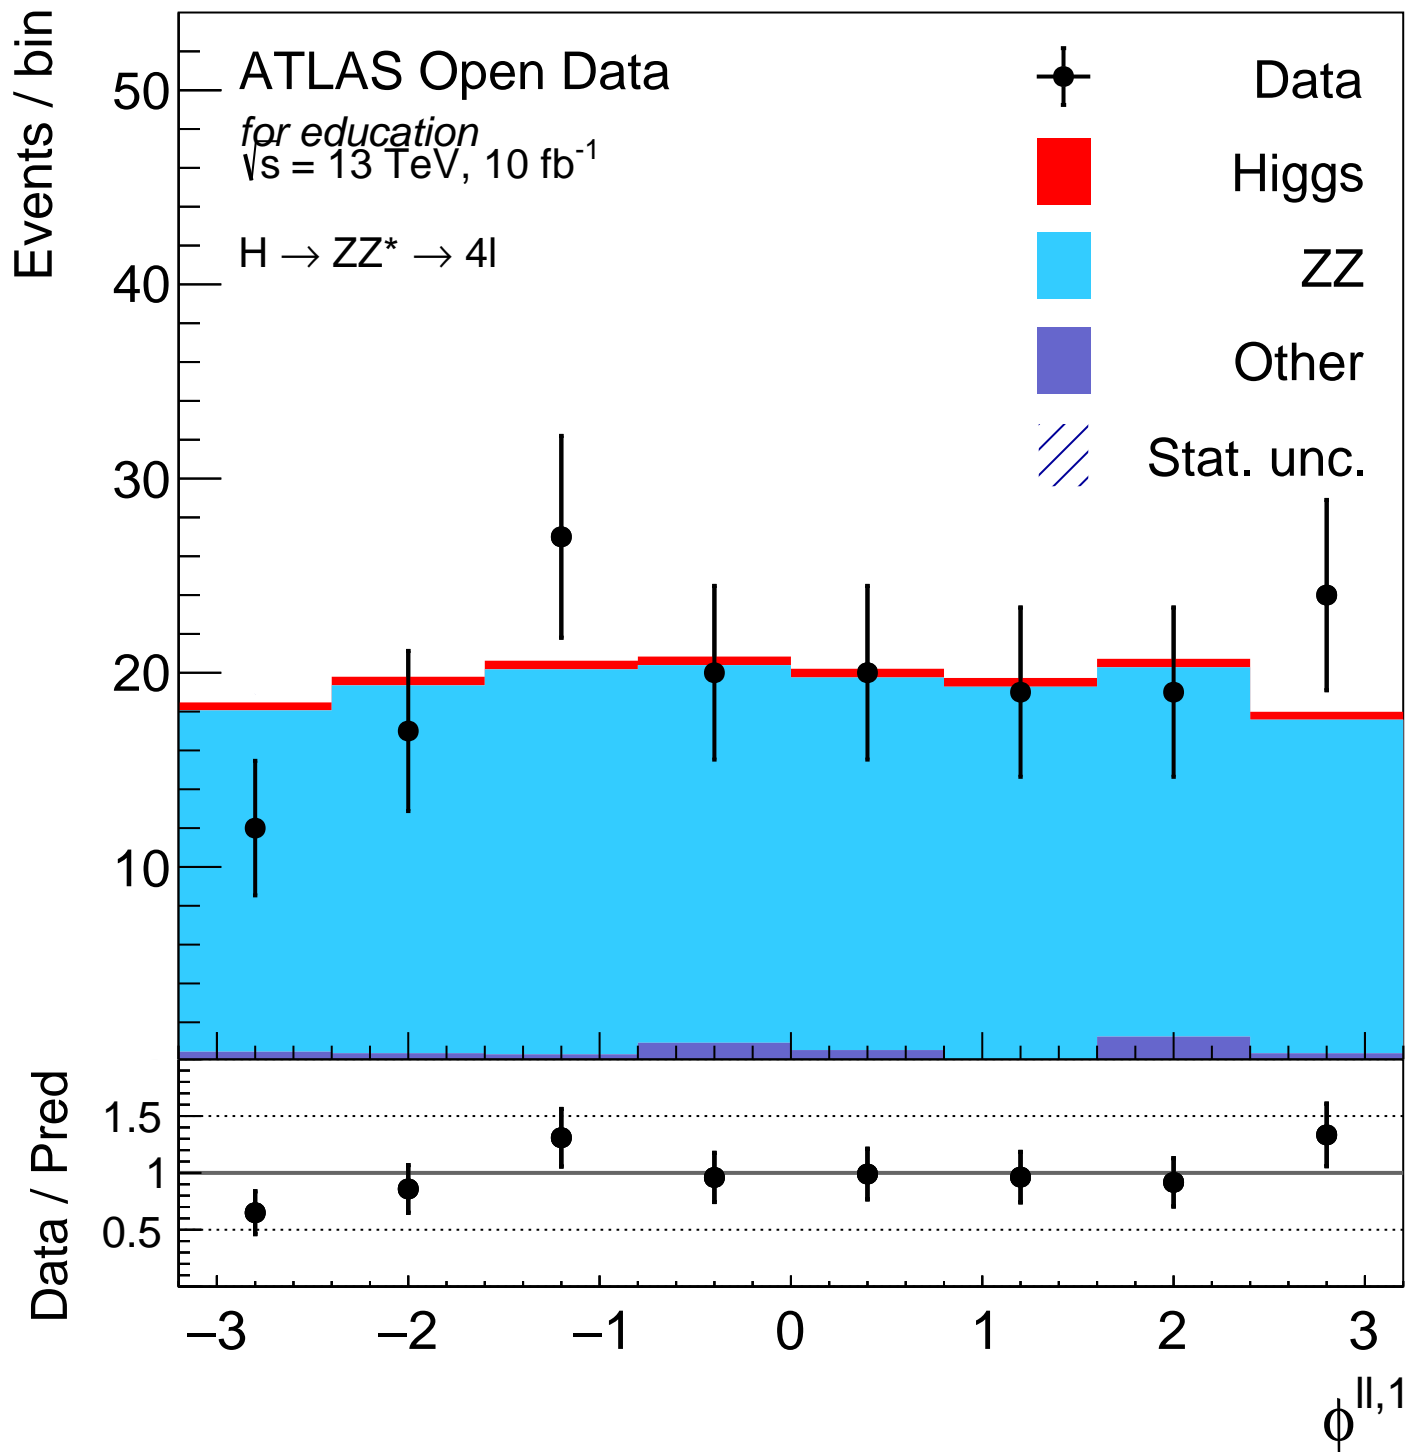 Events / bin
50
40
30
20
10
ATLAS Open Data
for education
√s = 13 TeV, 10 fb⁻¹
H → ZZ* → 4l
Data
Higgs
ZZ
Other
Stat. unc.
Data / Pred
1.5
1
0.5
−3 −2 −1 0 1 2 3
ϕ^ll,1